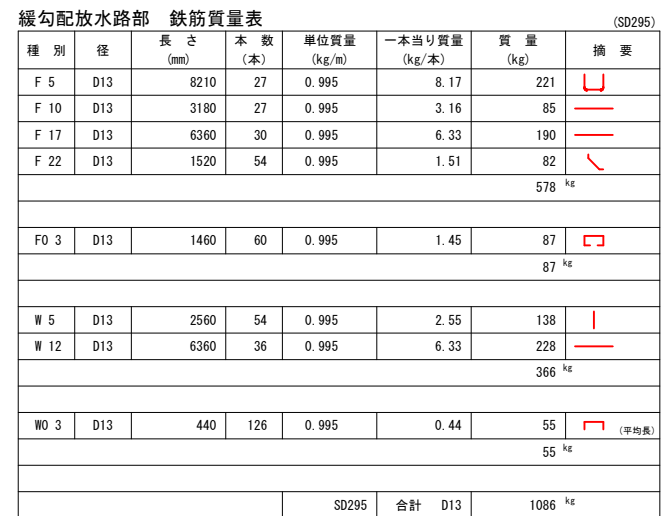 緩勾配放水路部　鉄筋質量表
(SD295)
種　別　径　長　さ　本　数　単位質量　一本当り質量　質　量　摘　要
(mm)　(本)　(kg/m)　(kg/本)　(kg)
F 5　D13　8210　27　0.995　8.17　221
F 10　D13　3180　27　0.995　3.16　85
F 17　D13　6360　30　0.995　6.33　190
F 22　D13　1520　54　0.995　1.51　82
578 kg
FO 3　D13　1460　60　0.995　1.45　87
87 kg
W 5　D13　2560　54　0.995　2.55　138
W 12　D13　6360　36　0.995　6.33　228
366 kg
WO 3　D13　440　126　0.995　0.44　55　(平均長)
55 kg
SD295　合計　D13　1086 kg